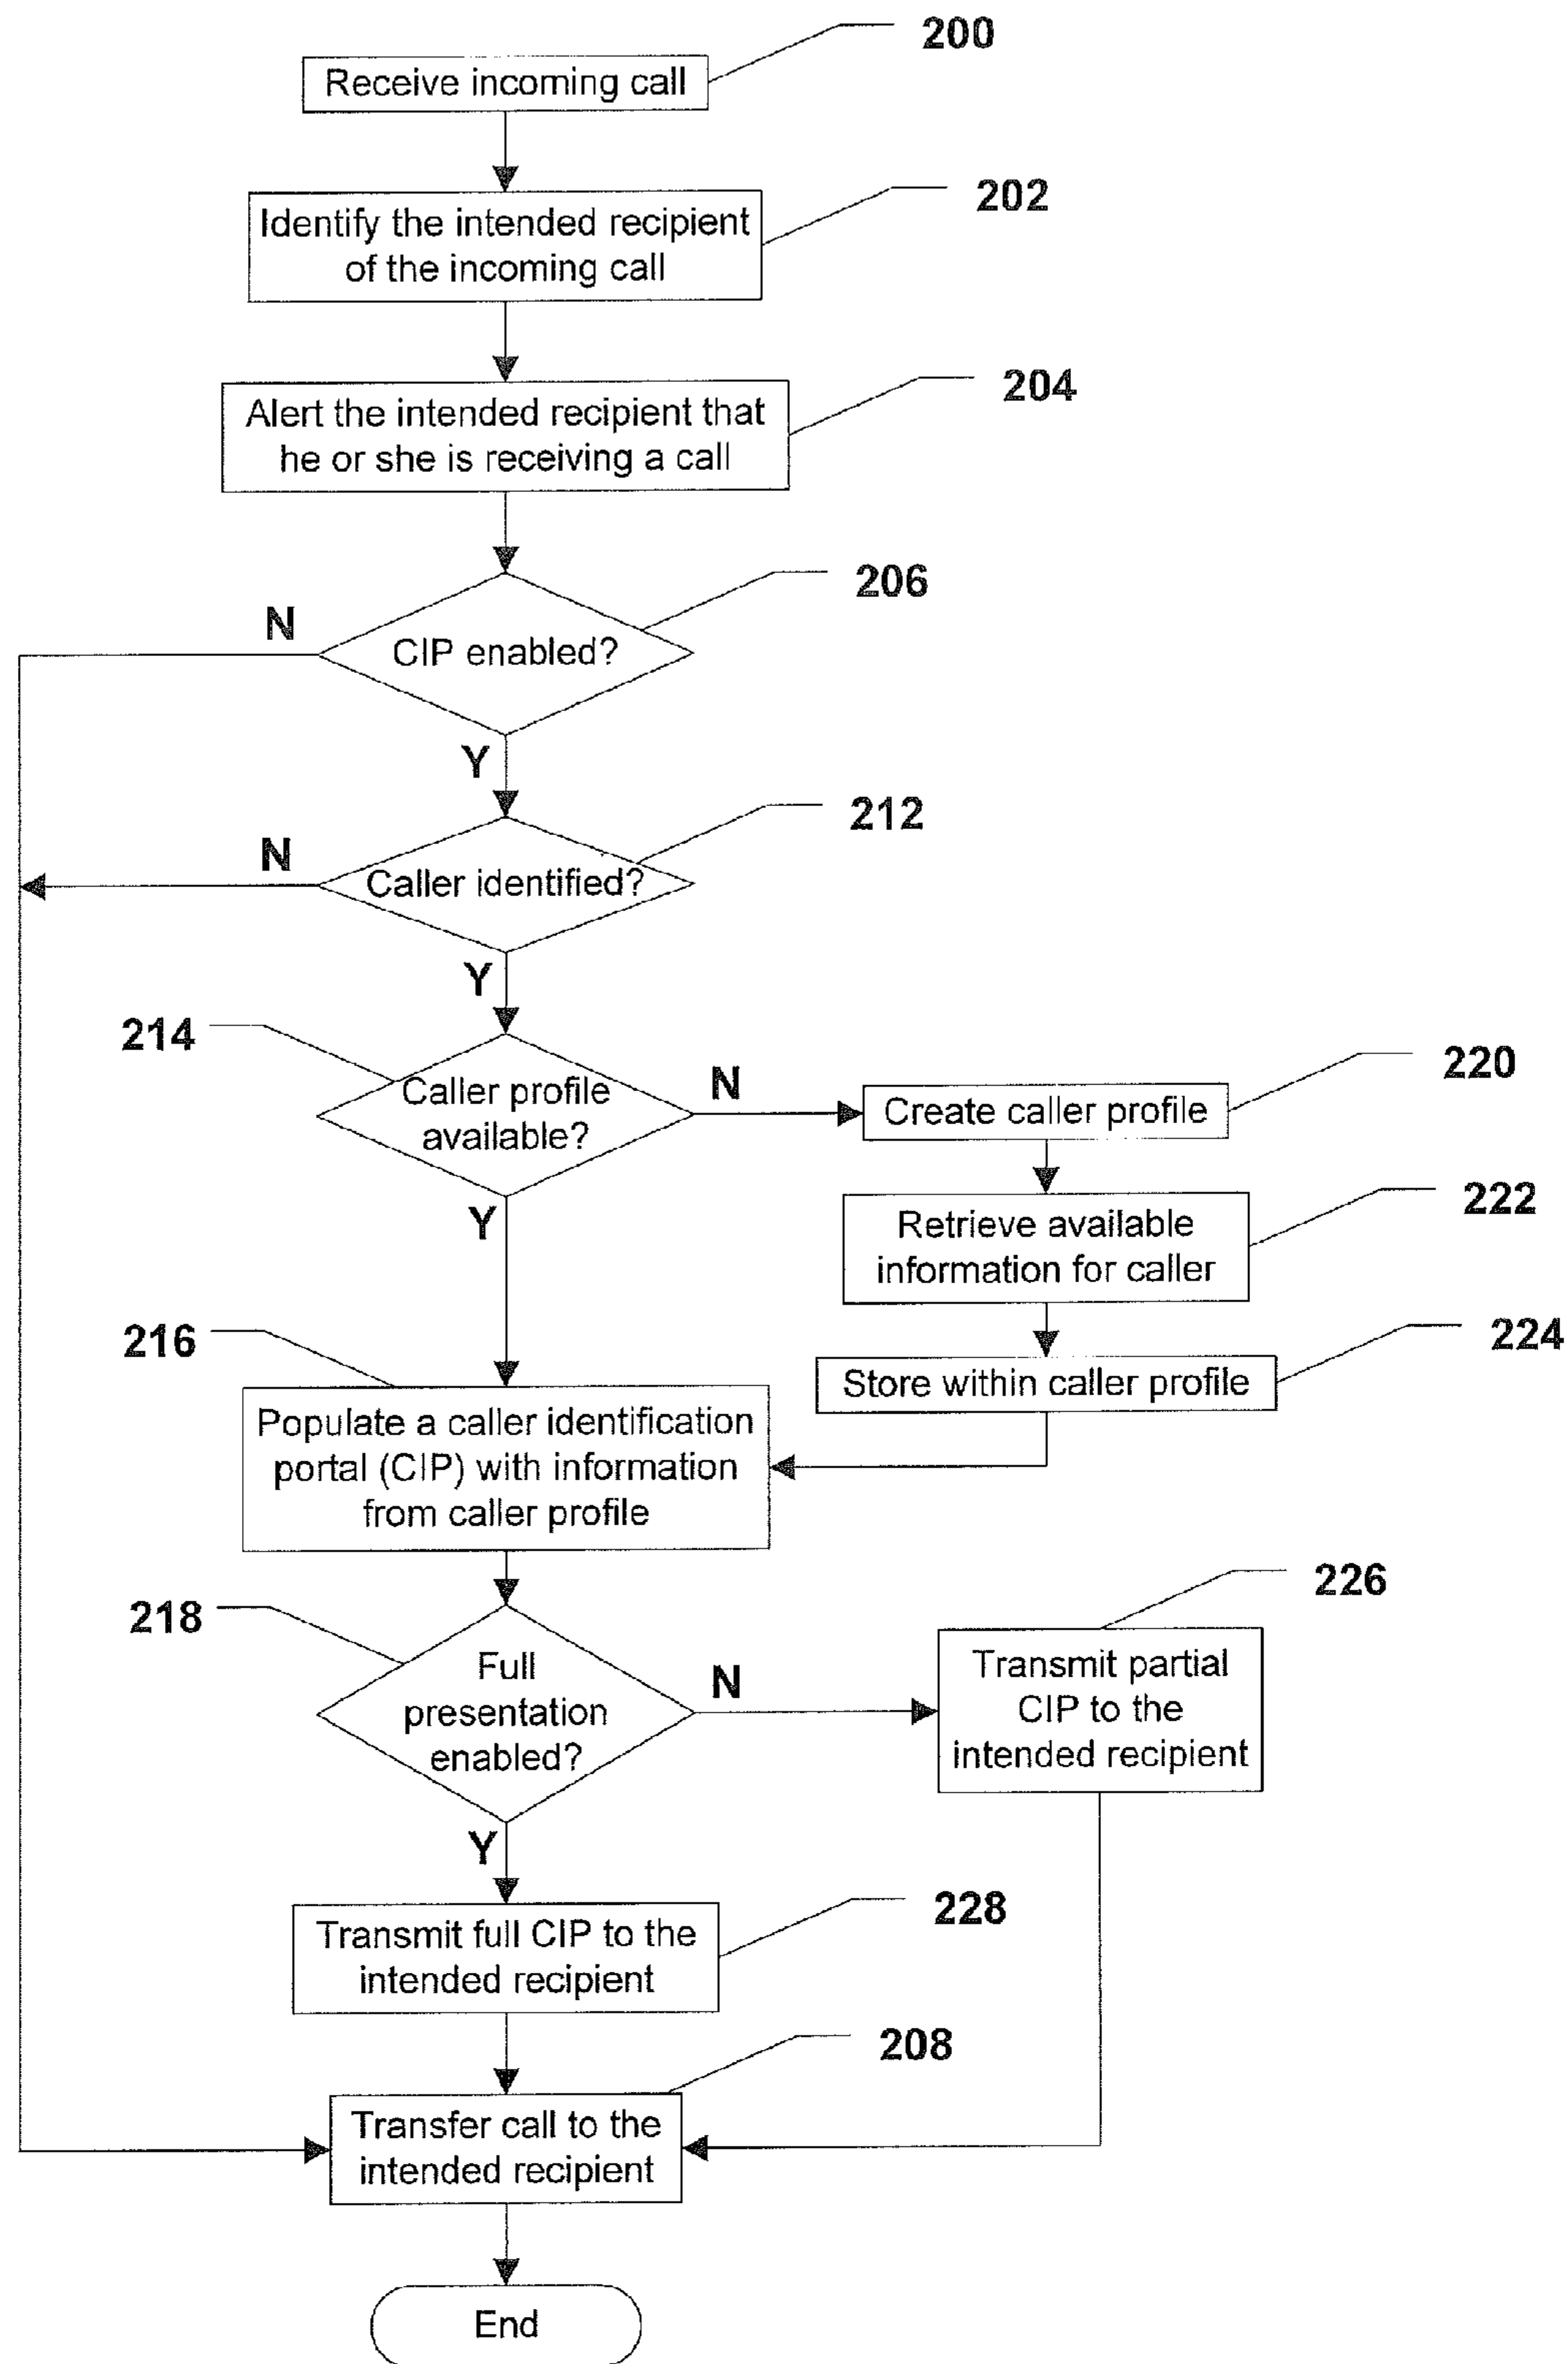 200
Receive incoming call
202
Identify the intended recipient
of the incoming call
204
Alert the intended recipient that
he or she is receiving a call
206
N
CIP enabled?
Y
212
N
Caller identified?
Y
214
Caller profile
available?
N
220
Create caller profile
Y
222
Retrieve available
information for caller
224
Store within caller profile
216
Populate a caller identification
portal (CIP) with information
from caller profile
218
Full
presentation
enabled?
N
226
Transmit partial
CIP to the
intended recipient
Y
228
Transmit full CIP to the
intended recipient
208
Transfer call to the
intended recipient
End